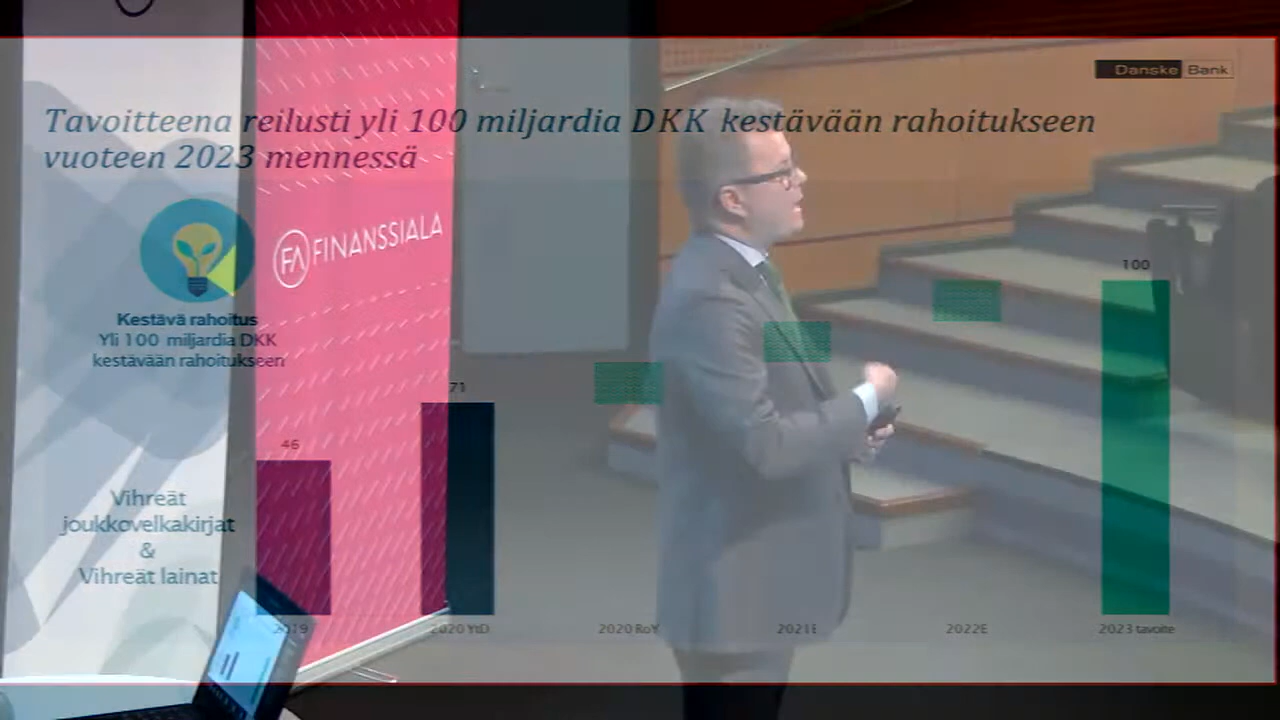 Danske Bank
Tavoitteena reilusti yli 100 miljardia DKK kestävään rahoitukseen
vuoteen 2023 mennessä
FA FINANSSIALA
Kestävä rahoitus
Yli 100 miljardia DKK
kestävään rahoitukseen
100
71
46
Vihreät
joukkovelkakirjat
&
Vihreät lainat
2019
2020 YtD
2020 RoY
2021E
2022E
2023 tavoite